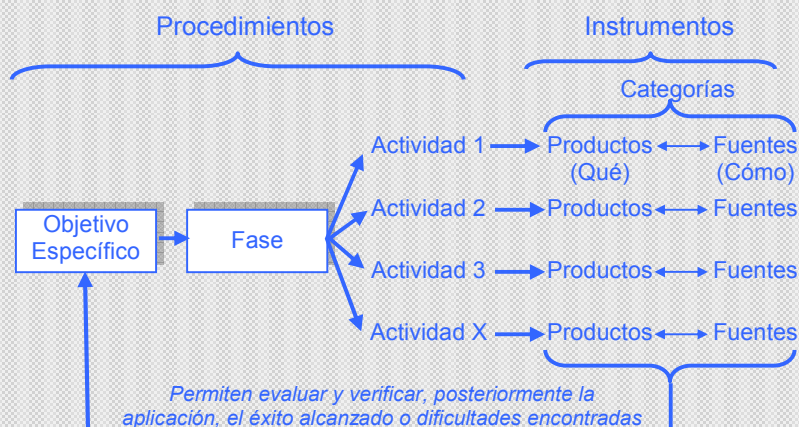 Procedimientos
Instrumentos
Categorías
Actividad 1
Productos
Fuentes
(Qué)
(Cómo)
Actividad 2
Productos
Fuentes
Objetivo
Específico
Fase
Actividad 3
Productos
Fuentes
Actividad X
Productos
Fuentes
Permiten evaluar y verificar, posteriormente la
aplicación, el éxito alcanzado o dificultades encontradas